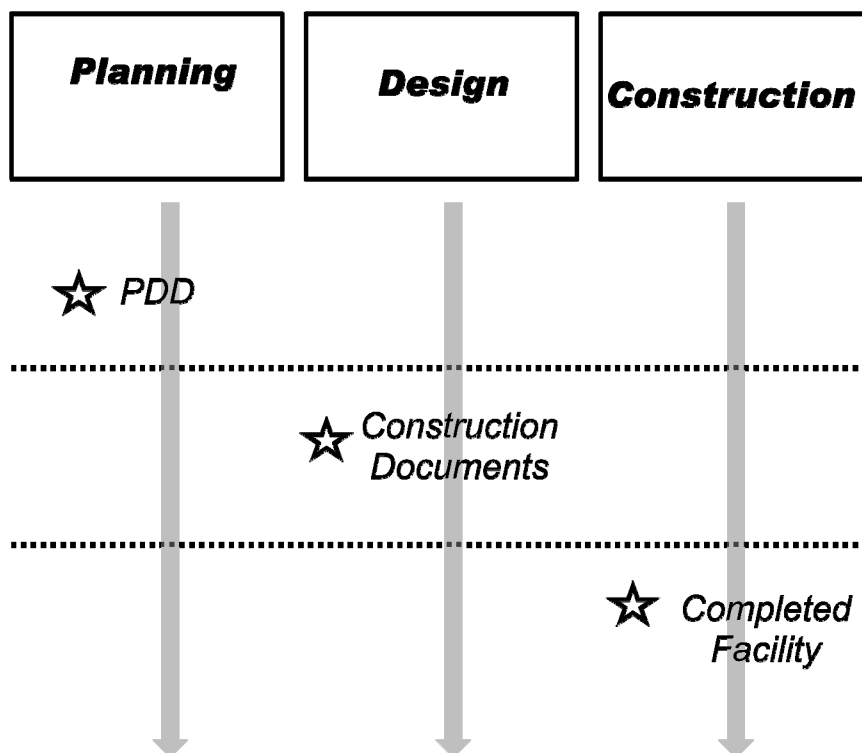 Planning
Design
Construction
PDD
Construction
Documents
Completed
Facility